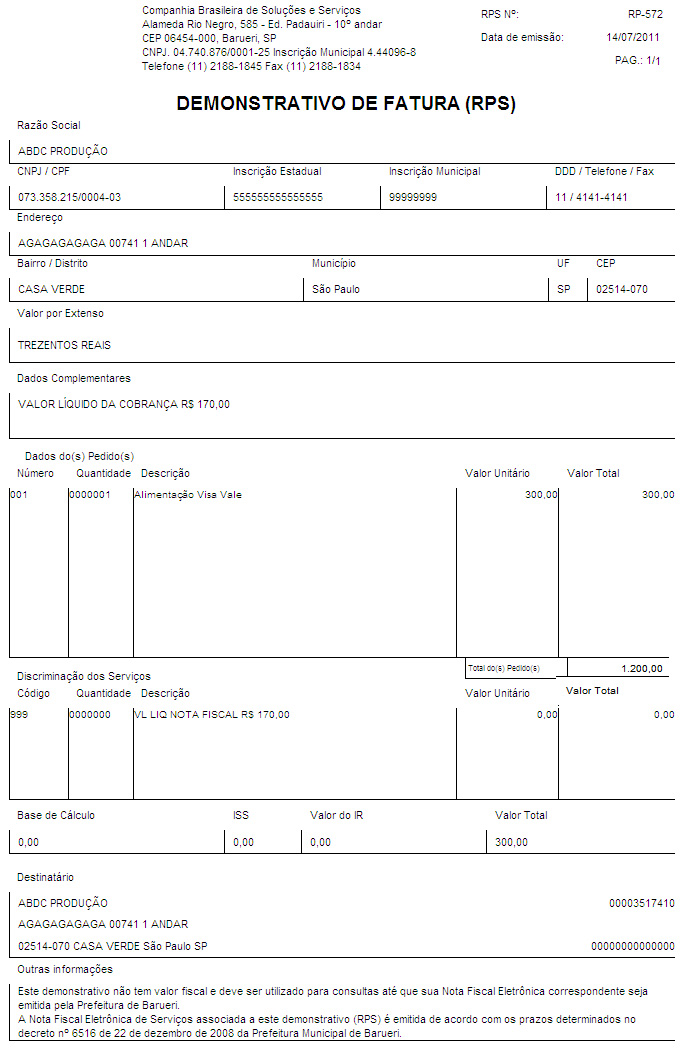 Companhia Brasileira de Soluções e Serviços
Alameda Rio Negro, 585 - Ed. Padauiri - 10º andar
CEP 06454-000, Barueri, SP
CNPJ. 04.740.876/0001-25 Inscrição Municipal 4.44096-8
Telefone (11) 2188-1845 Fax (11) 2188-1834
RPS Nº: RP-572
Data de emissão: 14/07/2011
PAG.: 1/1
DEMONSTRATIVO DE FATURA (RPS)
Razão Social
ABDC PRODUÇÃO
CNPJ / CPF Inscrição Estadual Inscrição Municipal DDD / Telefone / Fax
073.358.215/0004-03 555555555555555 99999999 11 / 4141-4141
Endereço
AGAGAGAGAGA 00741 1 ANDAR
Bairro / Distrito Município UF CEP
CASA VERDE São Paulo SP 02514-070
Valor por Extenso
TREZENTOS REAIS
Dados Complementares
VALOR LÍQUIDO DA COBRANÇA R$ 170,00
Dados do(s) Pedido(s)
Número Quantidade Descrição Valor Unitário Valor Total
001 0000001 Alimentação Visa Vale 300,00 300,00
Total do(s) Pedido(s) 1.200,00
Discriminação dos Serviços
Código Quantidade Descrição Valor Unitário Valor Total
999 0000000 VL LIQ NOTA FISCAL R$ 170,00 0,00 0,00
Base de Cálculo ISS Valor do IR Valor Total
0,00 0,00 0,00 300,00
Destinatário
ABDC PRODUÇÃO 00003517410
AGAGAGAGAGA 00741 1 ANDAR
02514-070 CASA VERDE São Paulo SP 00000000000000
Outras informações
Este demonstrativo não tem valor fiscal e deve ser utilizado para consultas até que sua Nota Fiscal Eletrônica correspondente seja
emitida pela Prefeitura de Barueri.
A Nota Fiscal Eletrônica de Serviços associada a este demonstrativo (RPS) é emitida de acordo com os prazos determinados no
decreto nº 6516 de 22 de dezembro de 2008 da Prefeitura Municipal de Barueri.